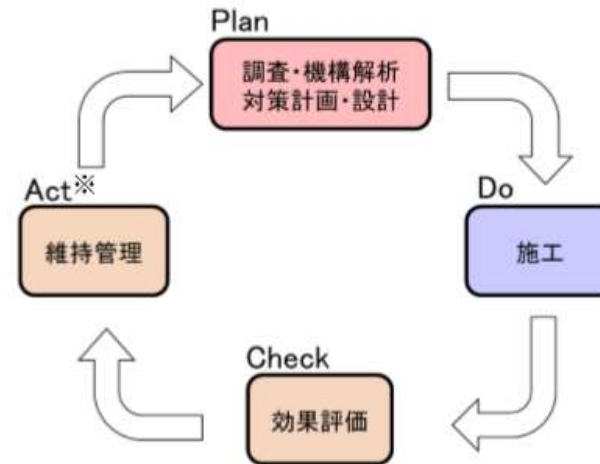 Plan
調査・機構解析
対策計画・設計
Do
施工
Check
効果評価
Act※
維持管理